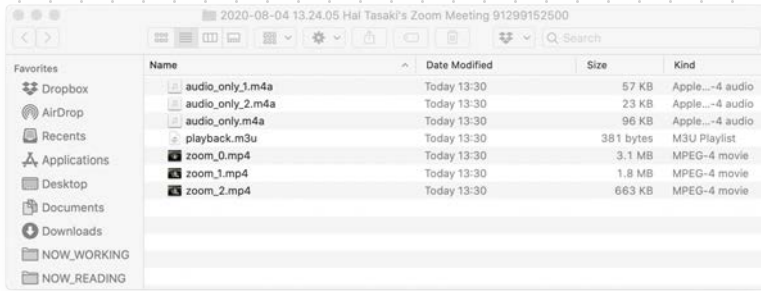 2020-08-04 13.24.05 Hal Tasaki's Zoom Meeting 91299152500
Search
Favorites
Dropbox
AirDrop
Recents
Applications
Desktop
Documents
Downloads
NOW_WORKING
NOW_READING
Name Date Modified Size Kind
audio_only_1.m4a Today 13:30 57 KB Apple...-4 audio
audio_only_2.m4a Today 13:30 23 KB Apple...-4 audio
audio_only.m4a Today 13:30 96 KB Apple...-4 audio
playback.m3u Today 13:30 381 bytes M3U Playlist
zoom_0.mp4 Today 13:30 3.1 MB MPEG-4 movie
zoom_1.mp4 Today 13:30 1.8 MB MPEG-4 movie
zoom_2.mp4 Today 13:30 663 KB MPEG-4 movie